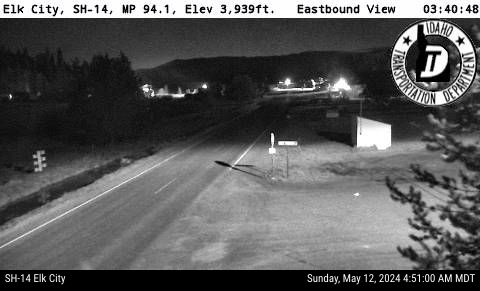 Elk City, SH-14, MP 94.1, Elev 3,939ft.   Eastbound View   03:40:48
IDAHO
TRANSPORTATION DEPARTMENT
SH-14 Elk City   Sunday, May 12, 2024 4:51:00 AM MDT